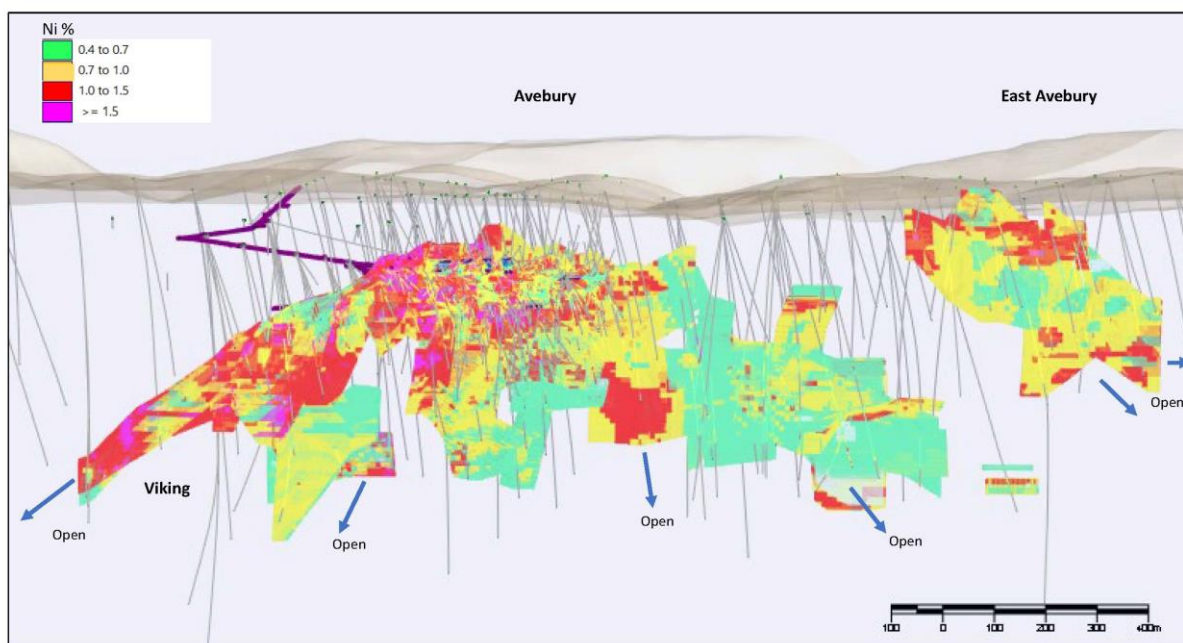 Ni %
0.4 to 0.7
0.7 to 1.0
1.0 to 1.5
>= 1.5
Avebury
East Avebury
Viking
Open
Open
Open
Open
Open
100 0 100 200 300 400m